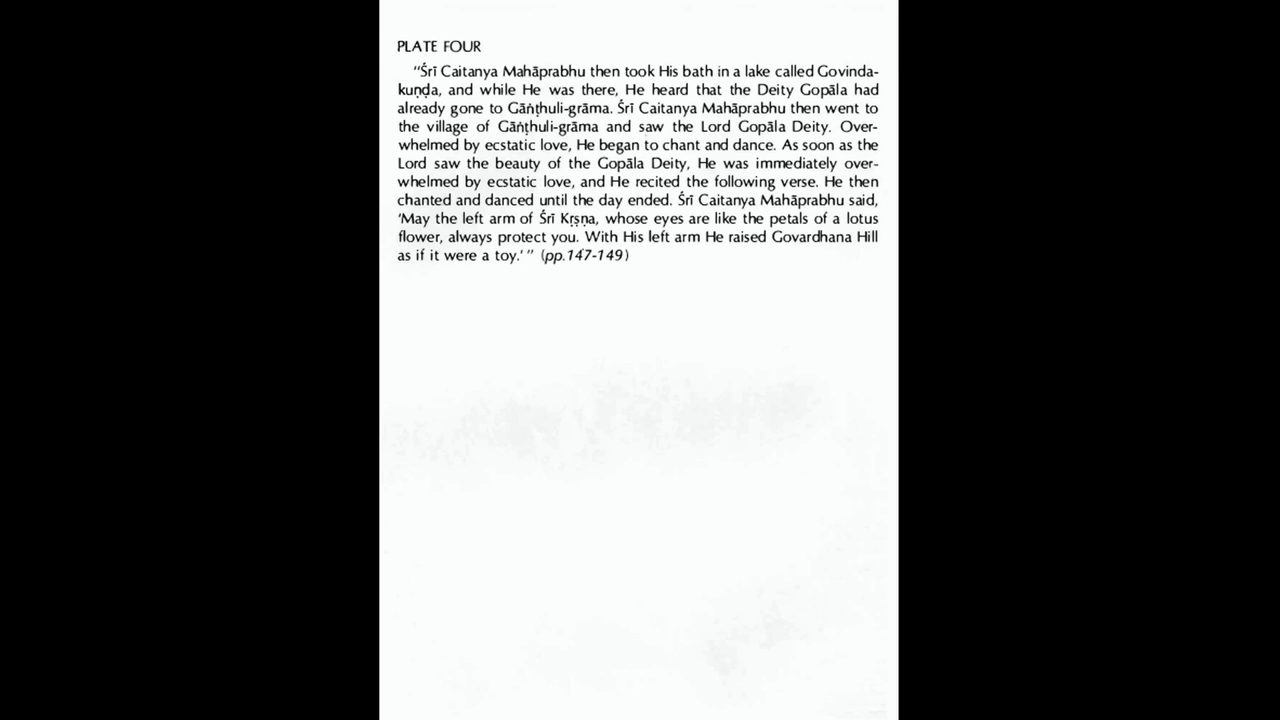 PLATE FOUR
"Śrī Caitanya Mahāprabhu then took His bath in a lake called Govinda-
kuṇḍa, and while He was there, He heard that the Deity Gopāla had
already gone to Gāṅṭhuli-grāma. Śrī Caitanya Mahāprabhu then went to
the village of Gāṅṭhuli-grāma and saw the Lord Gopāla Deity. Over-
whelmed by ecstatic love, He began to chant and dance. As soon as the
Lord saw the beauty of the Gopāla Deity, He was immediately over-
whelmed by ecstatic love, and He recited the following verse. He then
chanted and danced until the day ended. Śrī Caitanya Mahāprabhu said,
'May the left arm of Śrī Kṛṣṇa, whose eyes are like the petals of a lotus
flower, always protect you. With His left arm He raised Govardhana Hill
as if it were a toy.' " (pp.147-149)